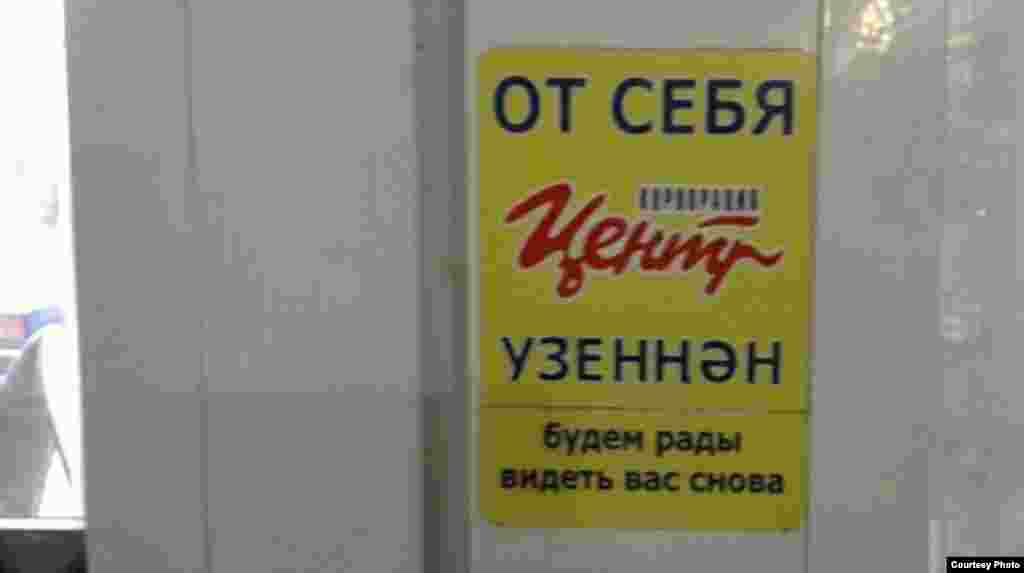 ОТ СЕБЯ
КОРПОРАЦИЯ
Центр
УЗЕННӘН
будем рады
видеть вас снова
Courtesy Photo